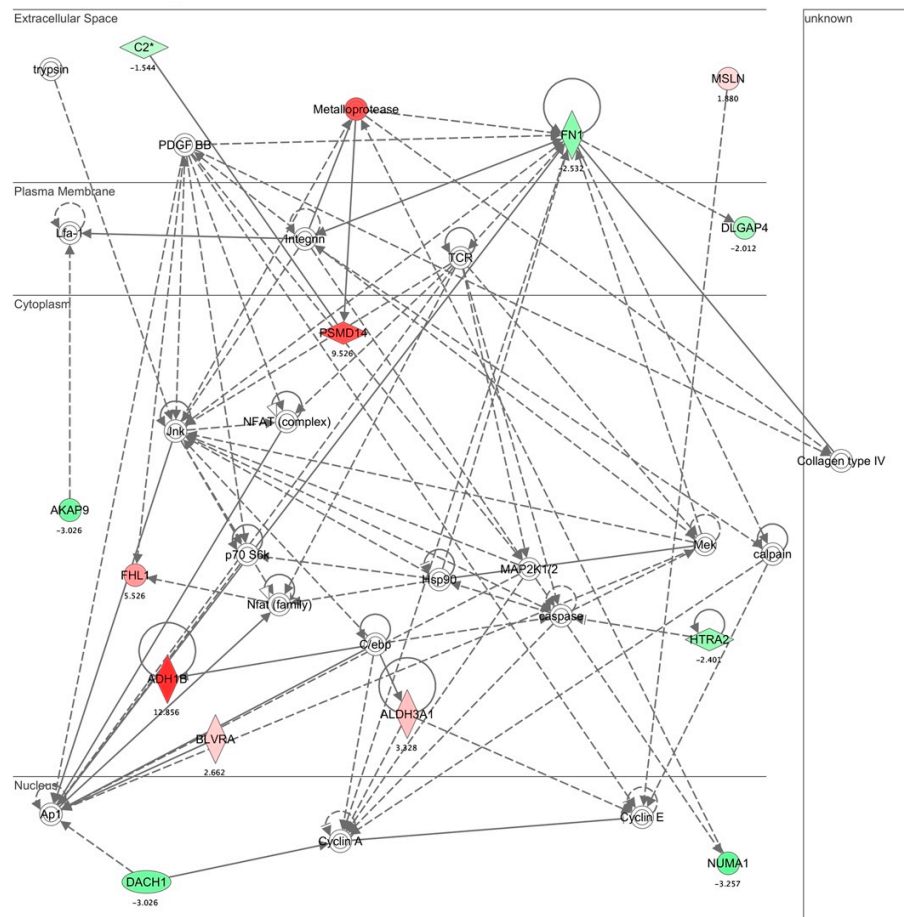 Extracellular Space
unknown
C2*
-1.544
trypsin
MSLN
1.880
Metalloprotease
FN1
-2.532
PDGF BB
Plasma Membrane
Lfa-1
Integrin
TCR
DLGAP4
-2.012
Cytoplasm
PSMD14
9.526
Jnk
NFAT (complex)
Collagen type IV
AKAP9
-3.026
p70 S6k
Mek
calpain
FHL1
5.526
Hsp90
MAP2K1/2
Nfat (family)
caspase
C/ebp
HTRA2
-2.401
ADH1B
12.856
ALDH3A1
3.328
BLVRA
2.662
Nucleus
Ap1
Cyclin A
Cyclin E
DACH1
-3.026
NUMA1
-3.257